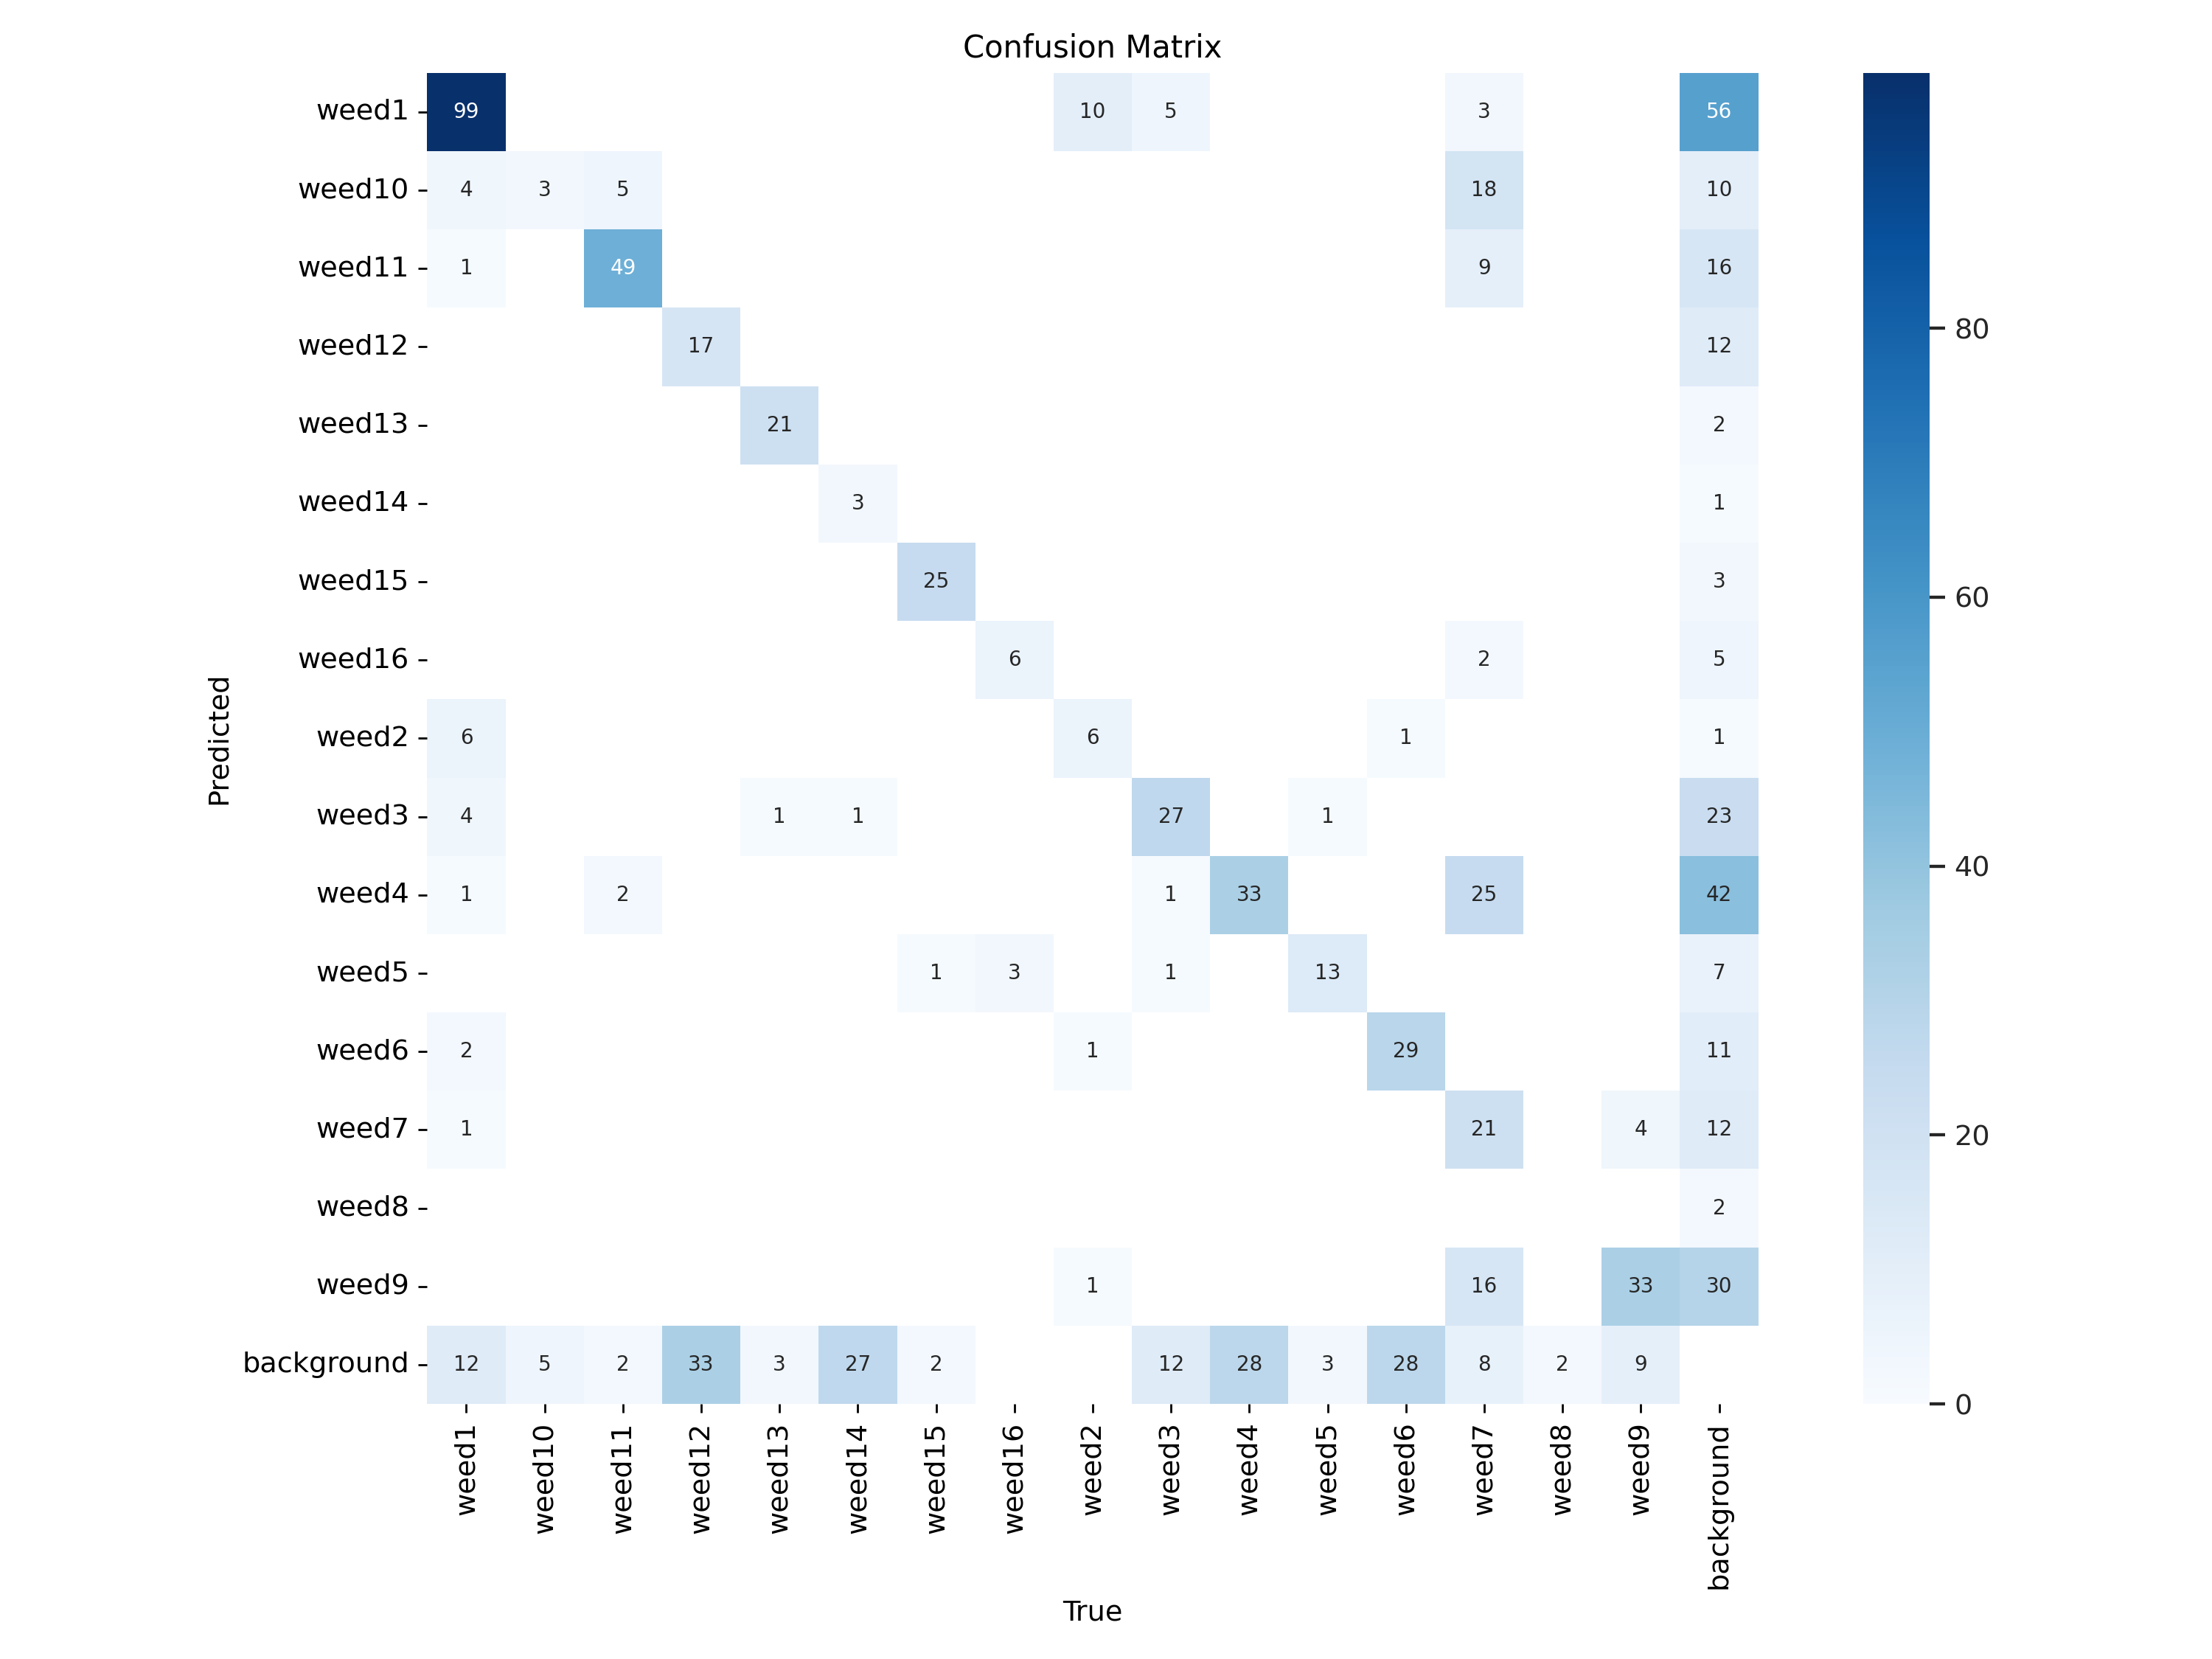 Confusion Matrix
weed1 99 10 5 3 56
weed10 4 3 5 18 10
weed11 1 49 9 16
weed12 17 12
weed13 21 2
weed14 3 1
weed15 25 3
weed16 6 2 5
weed2 6 6 1 1
weed3 4 1 1 27 1 23
weed4 1 2 1 33 25 42
weed5 1 3 1 13 7
weed6 2 1 29 11
weed7 1 21 4 12
weed8 2
weed9 1 16 33 30
background 12 5 2 33 3 27 2 12 28 3 28 8 2 9
Predicted
weed1 weed10 weed11 weed12 weed13 weed14 weed15 weed16 weed2 weed3 weed4 weed5 weed6 weed7 weed8 weed9 background
True
80
60
40
20
0